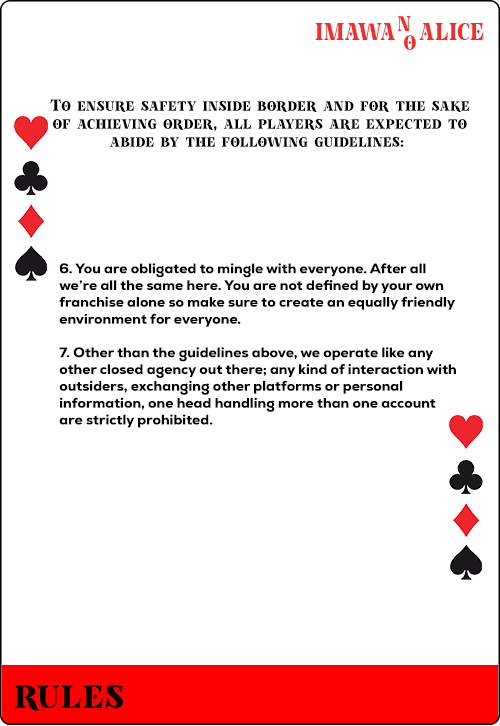 IMAWA NO ALICE
To ensure safety inside border and for the sake
of achieving order, all players are expected to
abide by the following guidelines:
6. You are obligated to mingle with everyone. After all
we’re all the same here. You are not defined by your own
franchise alone so make sure to create an equally friendly
environment for everyone.
7. Other than the guidelines above, we operate like any
other closed agency out there; any kind of interaction with
outsiders, exchanging other platforms or personal
information, one head handling more than one account
are strictly prohibited.
RULES